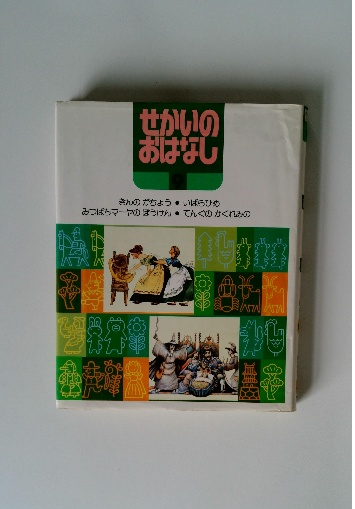 せかいの
おはなし
きんの がちょう ● いばらひめ
みつばちマーヤの ぼうけん ● てんぐの かくれみの